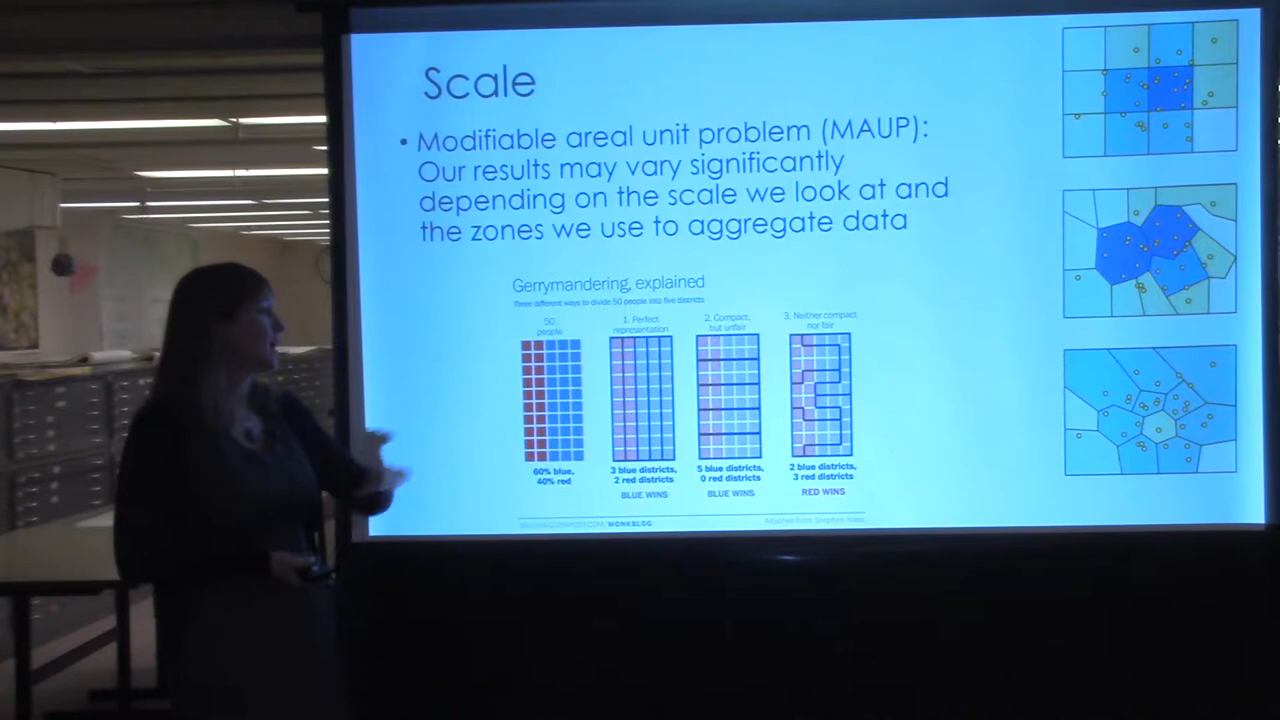 Scale
• Modifiable areal unit problem (MAUP):
Our results may vary significantly
depending on the scale we look at and
the zones we use to aggregate data
Gerrymandering, explained
Three different ways to divide 50 people into five districts
50
people
1. Perfect
representation
2. Compact,
but unfair
3. Neither compact
nor fair
60% blue,
40% red
3 blue districts,
2 red districts
BLUE WINS
5 blue districts,
0 red districts
BLUE WINS
2 blue districts,
3 red districts
RED WINS
WASHINGTONPOST.COM/WONKBLOG
Adapted from Stephen